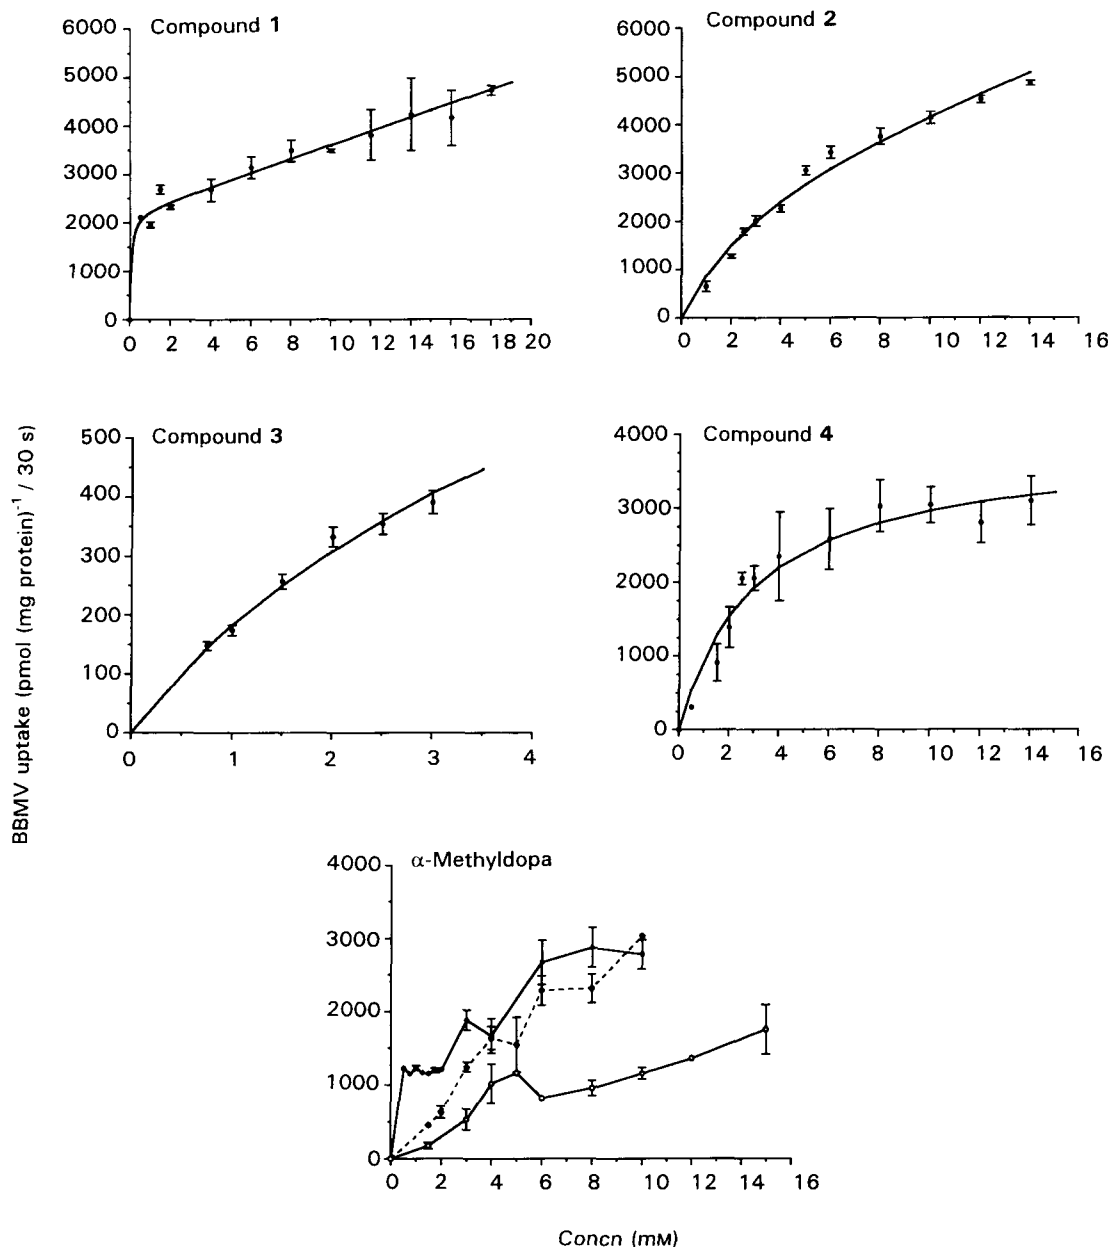 Compound 1
6000
5000
4000
3000
2000
1000
0
0 2 4 6 8 10 12 14 16 18 20
Compound 2
6000
5000
4000
3000
2000
1000
0
0 2 4 6 8 10 12 14 16
Compound 3
500
400
300
200
100
0
0 1 2 3 4
Compound 4
4000
3000
2000
1000
0
0 2 4 6 8 10 12 14 16
BBMV uptake (pmol (mg protein)⁻¹ / 30 s)
α-Methyldopa
4000
3000
2000
1000
0
0 2 4 6 8 10 12 14 16
Concn (mM)